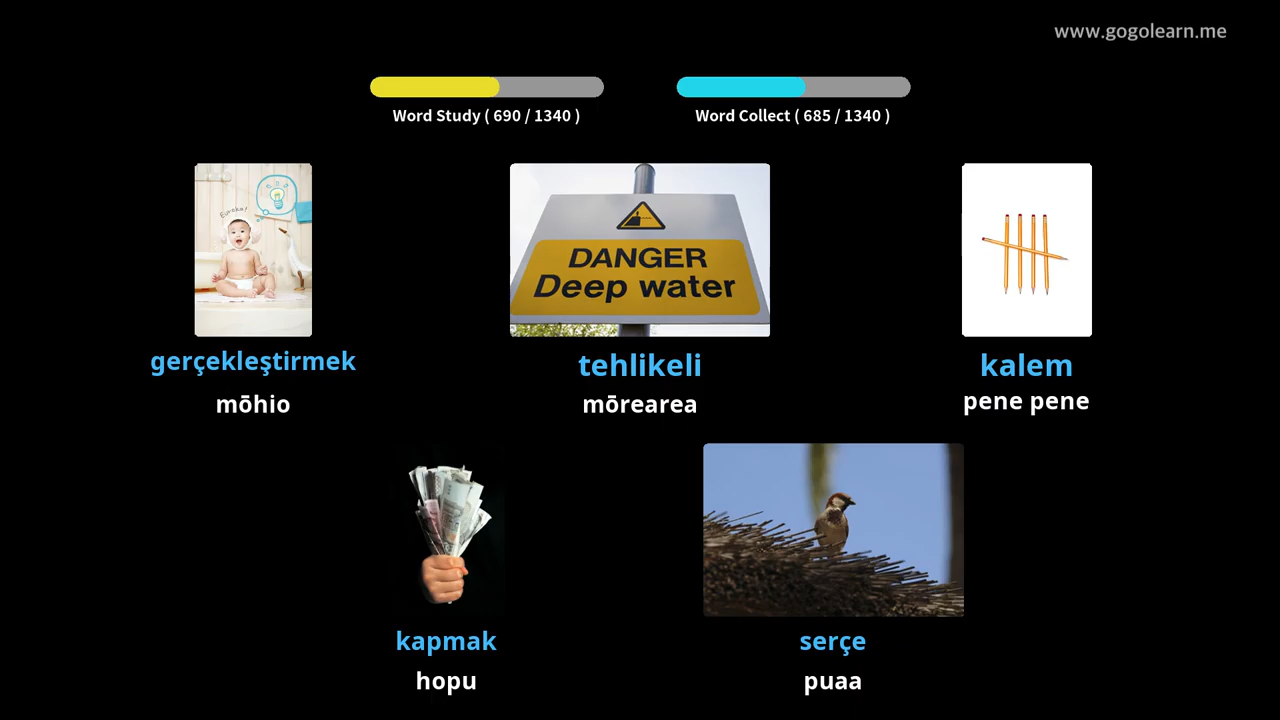 www.gogolearn.me
Word Study ( 690 / 1340 )
Word Collect ( 685 / 1340 )
Eureka!
DANGER
Deep water
gerçekleştirmek
tehlikeli
kalem
mōhio
mōrearea
pene pene
kapmak
serçe
hopu
puaa